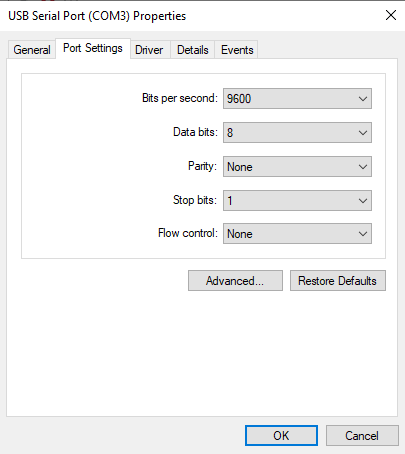 USB Serial Port (COM3) Properties
General Port Settings Driver Details Events
Bits per second: 9600
Data bits: 8
Parity: None
Stop bits: 1
Flow control: None
Advanced... Restore Defaults
OK Cancel